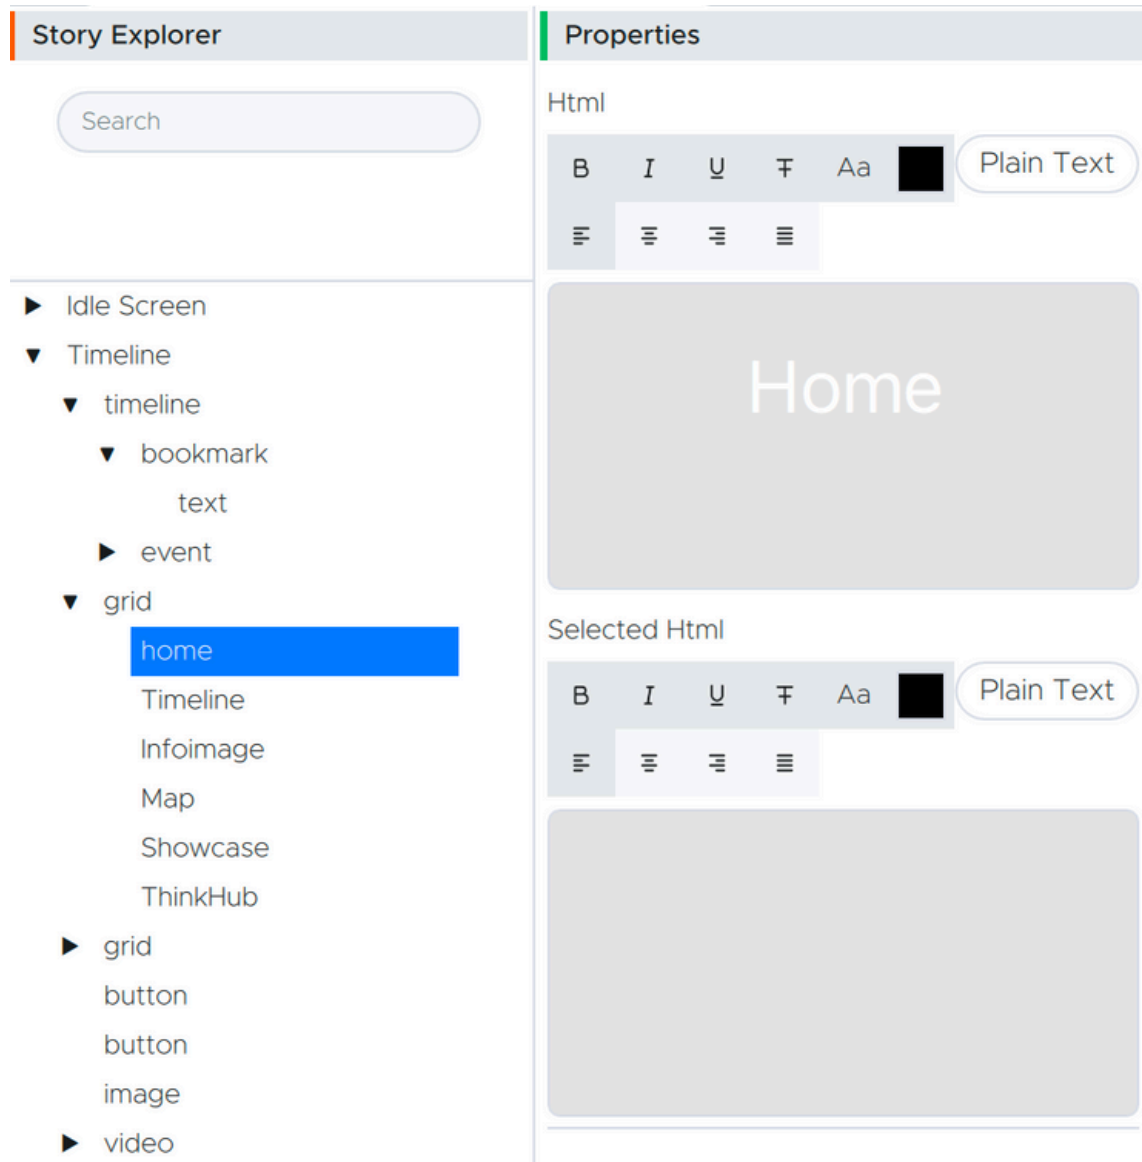 Story Explorer
Search
Idle Screen
Timeline
timeline
bookmark
text
event
grid
home
Timeline
Infoimage
Map
Showcase
ThinkHub
grid
button
button
image
video
Properties
Html
B I U T Aa Plain Text
Home
Selected Html
B I U T Aa Plain Text